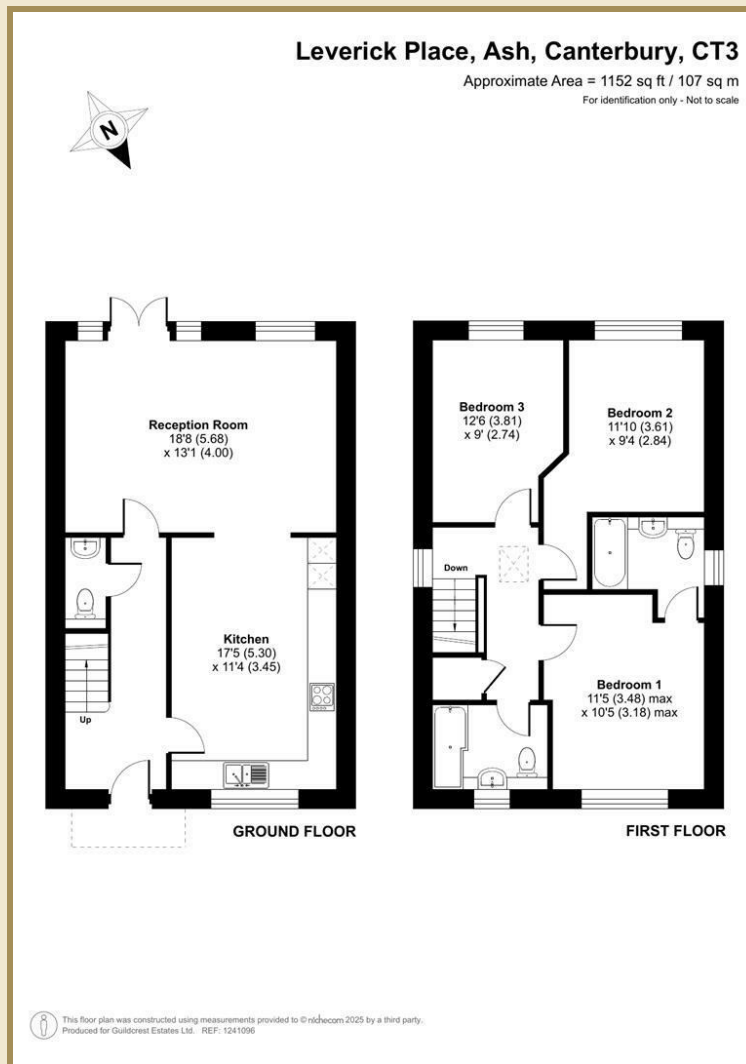 Leverick Place, Ash, Canterbury, CT3
Approximate Area = 1152 sq ft / 107 sq m
For identification only - Not to scale
N
Reception Room
18'8 (5.68)
x 13'1 (4.00)
Kitchen
17'5 (5.30)
x 11'4 (3.45)
Up
GROUND FLOOR
Bedroom 3
12'6 (3.81)
x 9' (2.74)
Bedroom 2
11'10 (3.61)
x 9'4 (2.84)
Down
Bedroom 1
11'5 (3.48) max
x 10'5 (3.18) max
FIRST FLOOR
This floor plan was constructed using measurements provided to © nichecom 2025 by a third party.
Produced for Guildcrest Estates Ltd. REF: 1241096